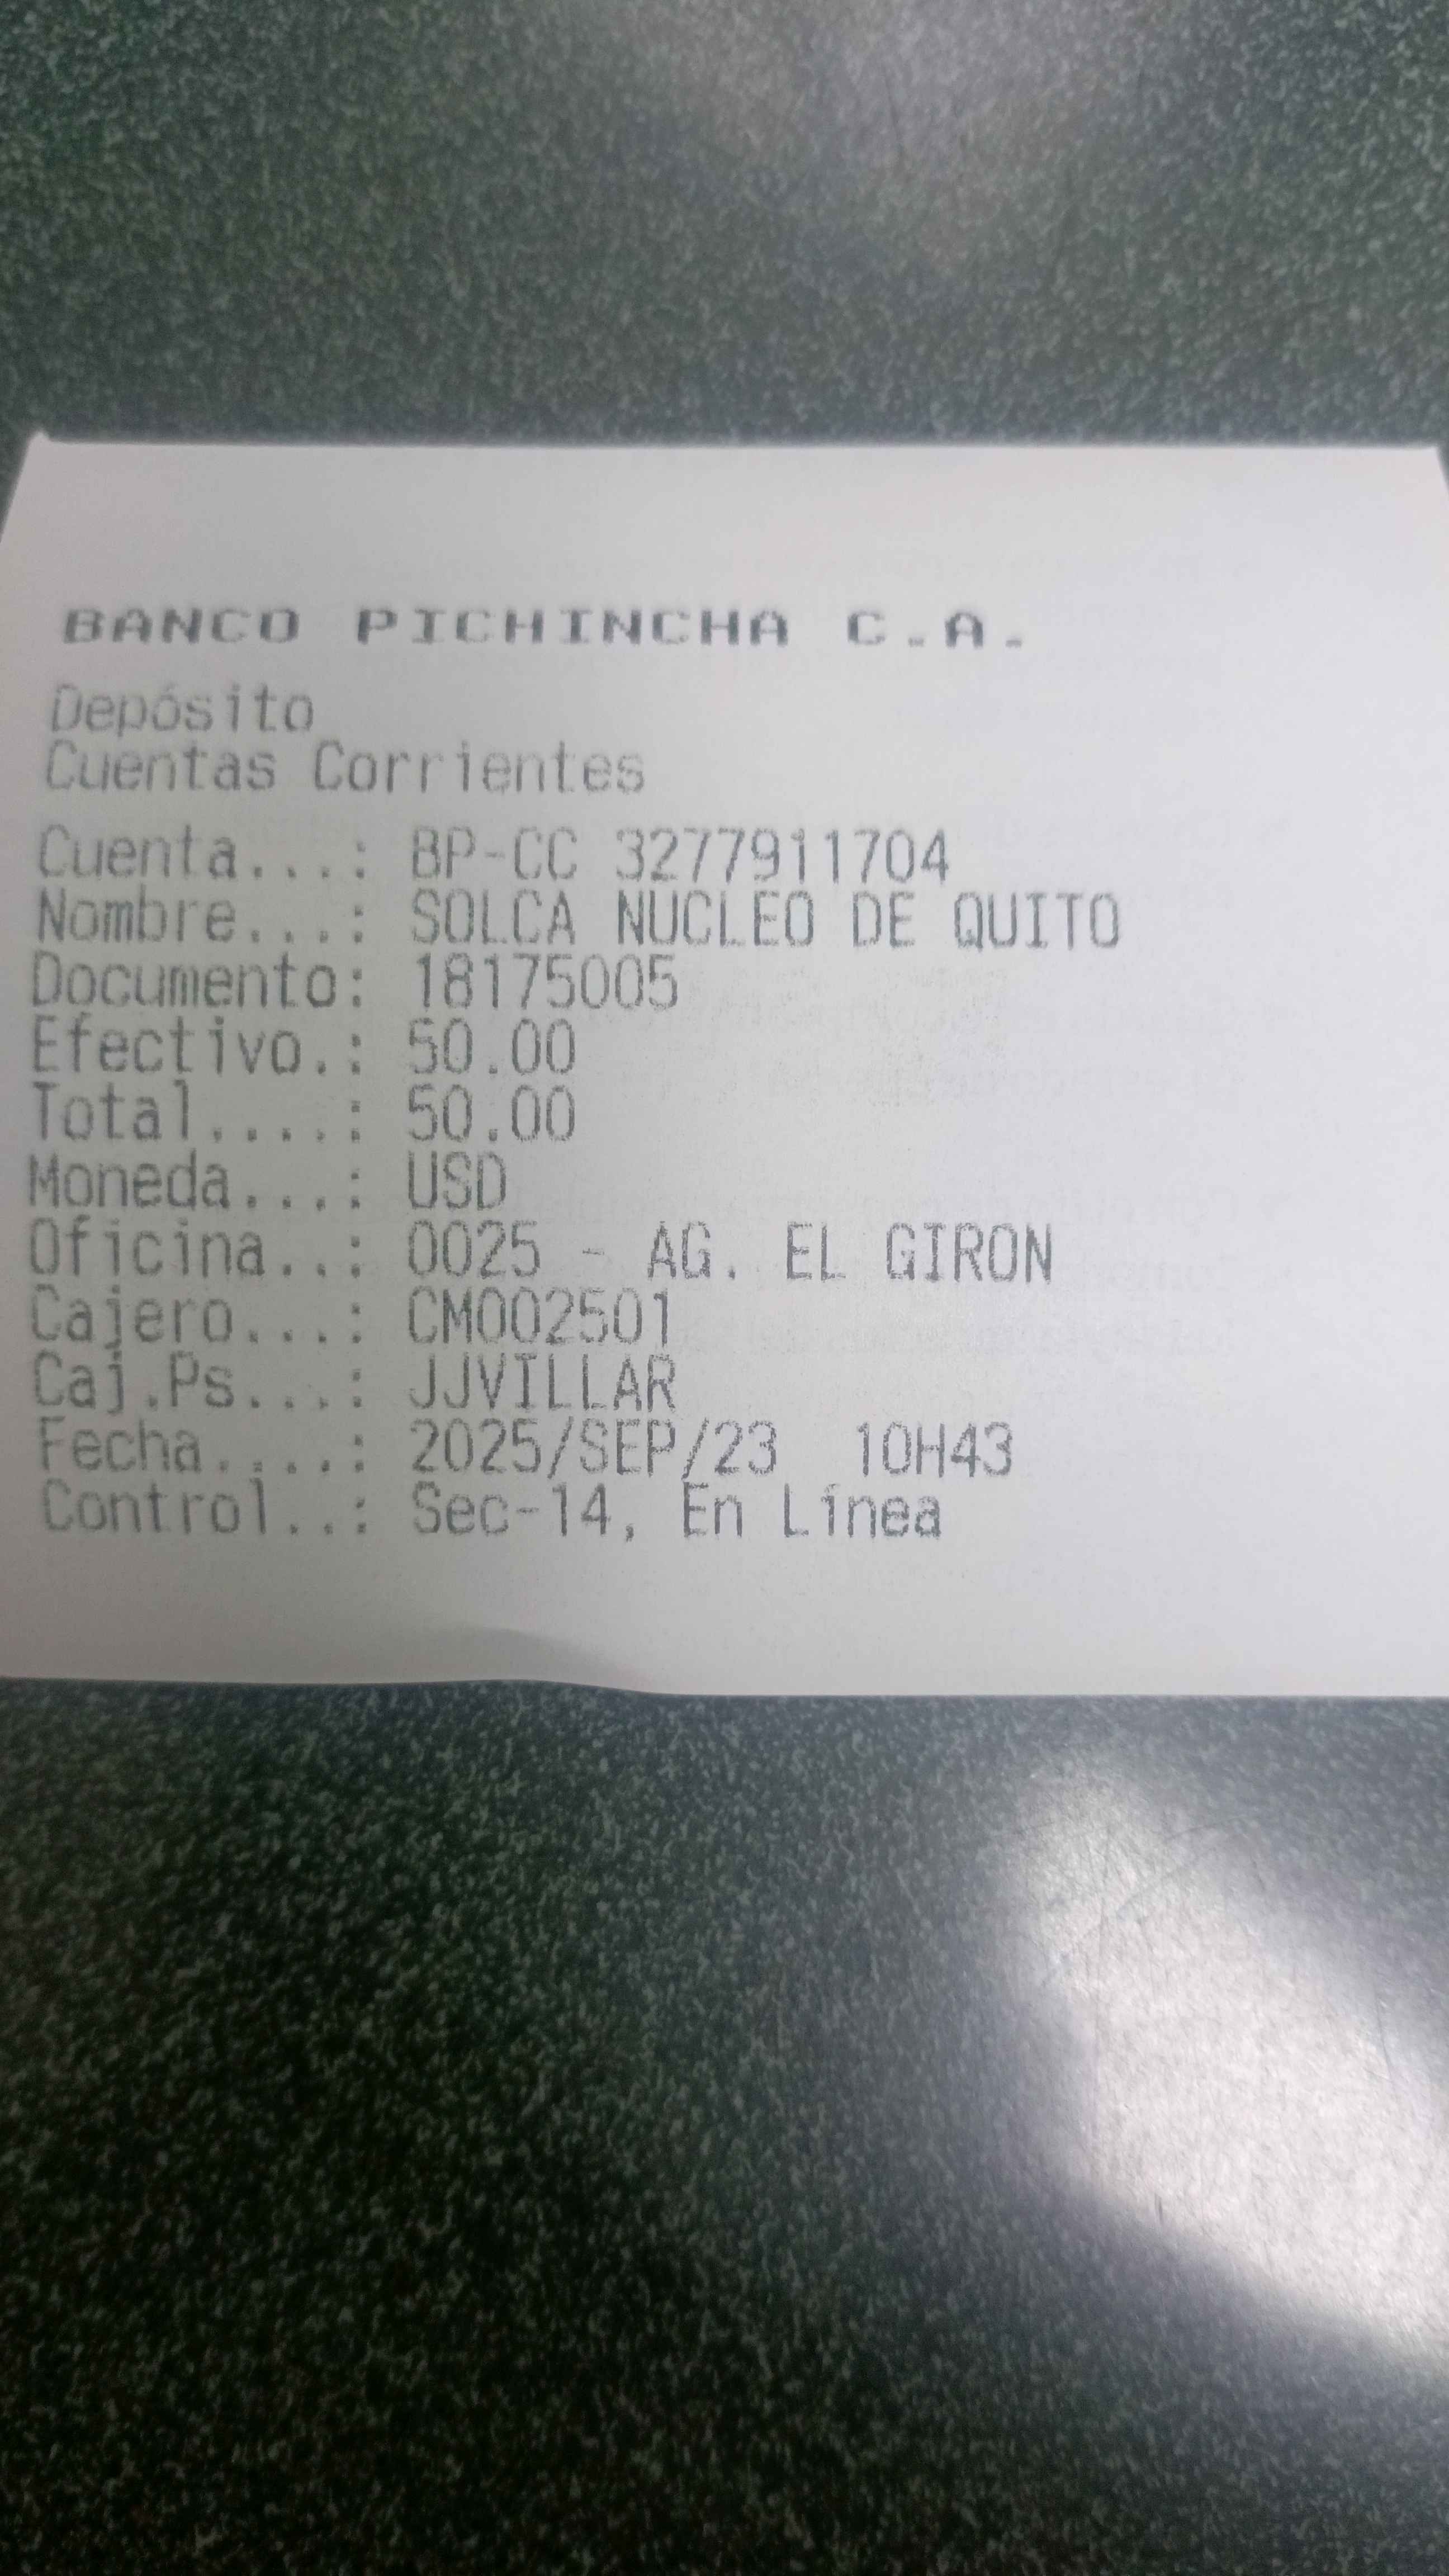 BANCO PICHINCHA C.A.
Depósito
Cuentas Corrientes
Cuenta...: BP-CC 3277911704
Nombre...: SOLCA NUCLEO DE QUITO
Documento: 18175005
Efectivo.: 50.00
Total....: 50.00
Moneda...: USD
Oficina..: 0025 - AG. EL GIRON
Cajero...: CM002501
Caj.Ps...: JJVILLAR
Fecha....: 2025/SEP/23  10H43
Control..: Sec-14, En Línea